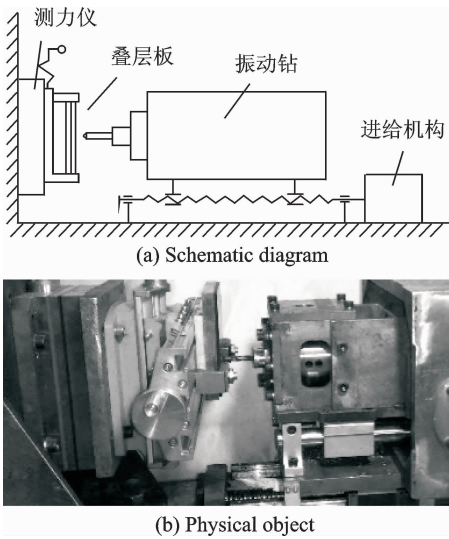 测力仪
叠层板
振动钻
进给机构
(a) Schematic diagram
(b) Physical object